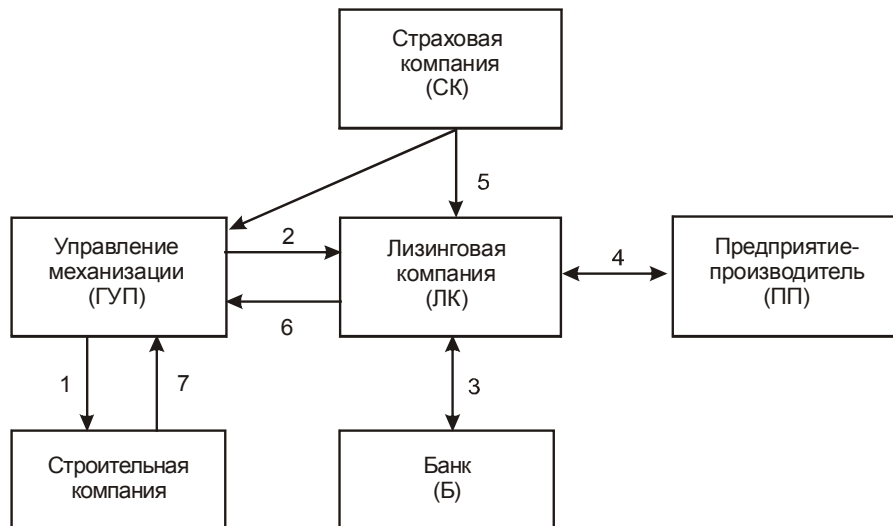 Страховая
компания
(СК)
5
Управление
механизации
(ГУП)
2
6
Лизинговая
компания
(ЛК)
4
Предприятие-
производитель
(ПП)
1
7
3
Строительная
компания
Банк
(Б)